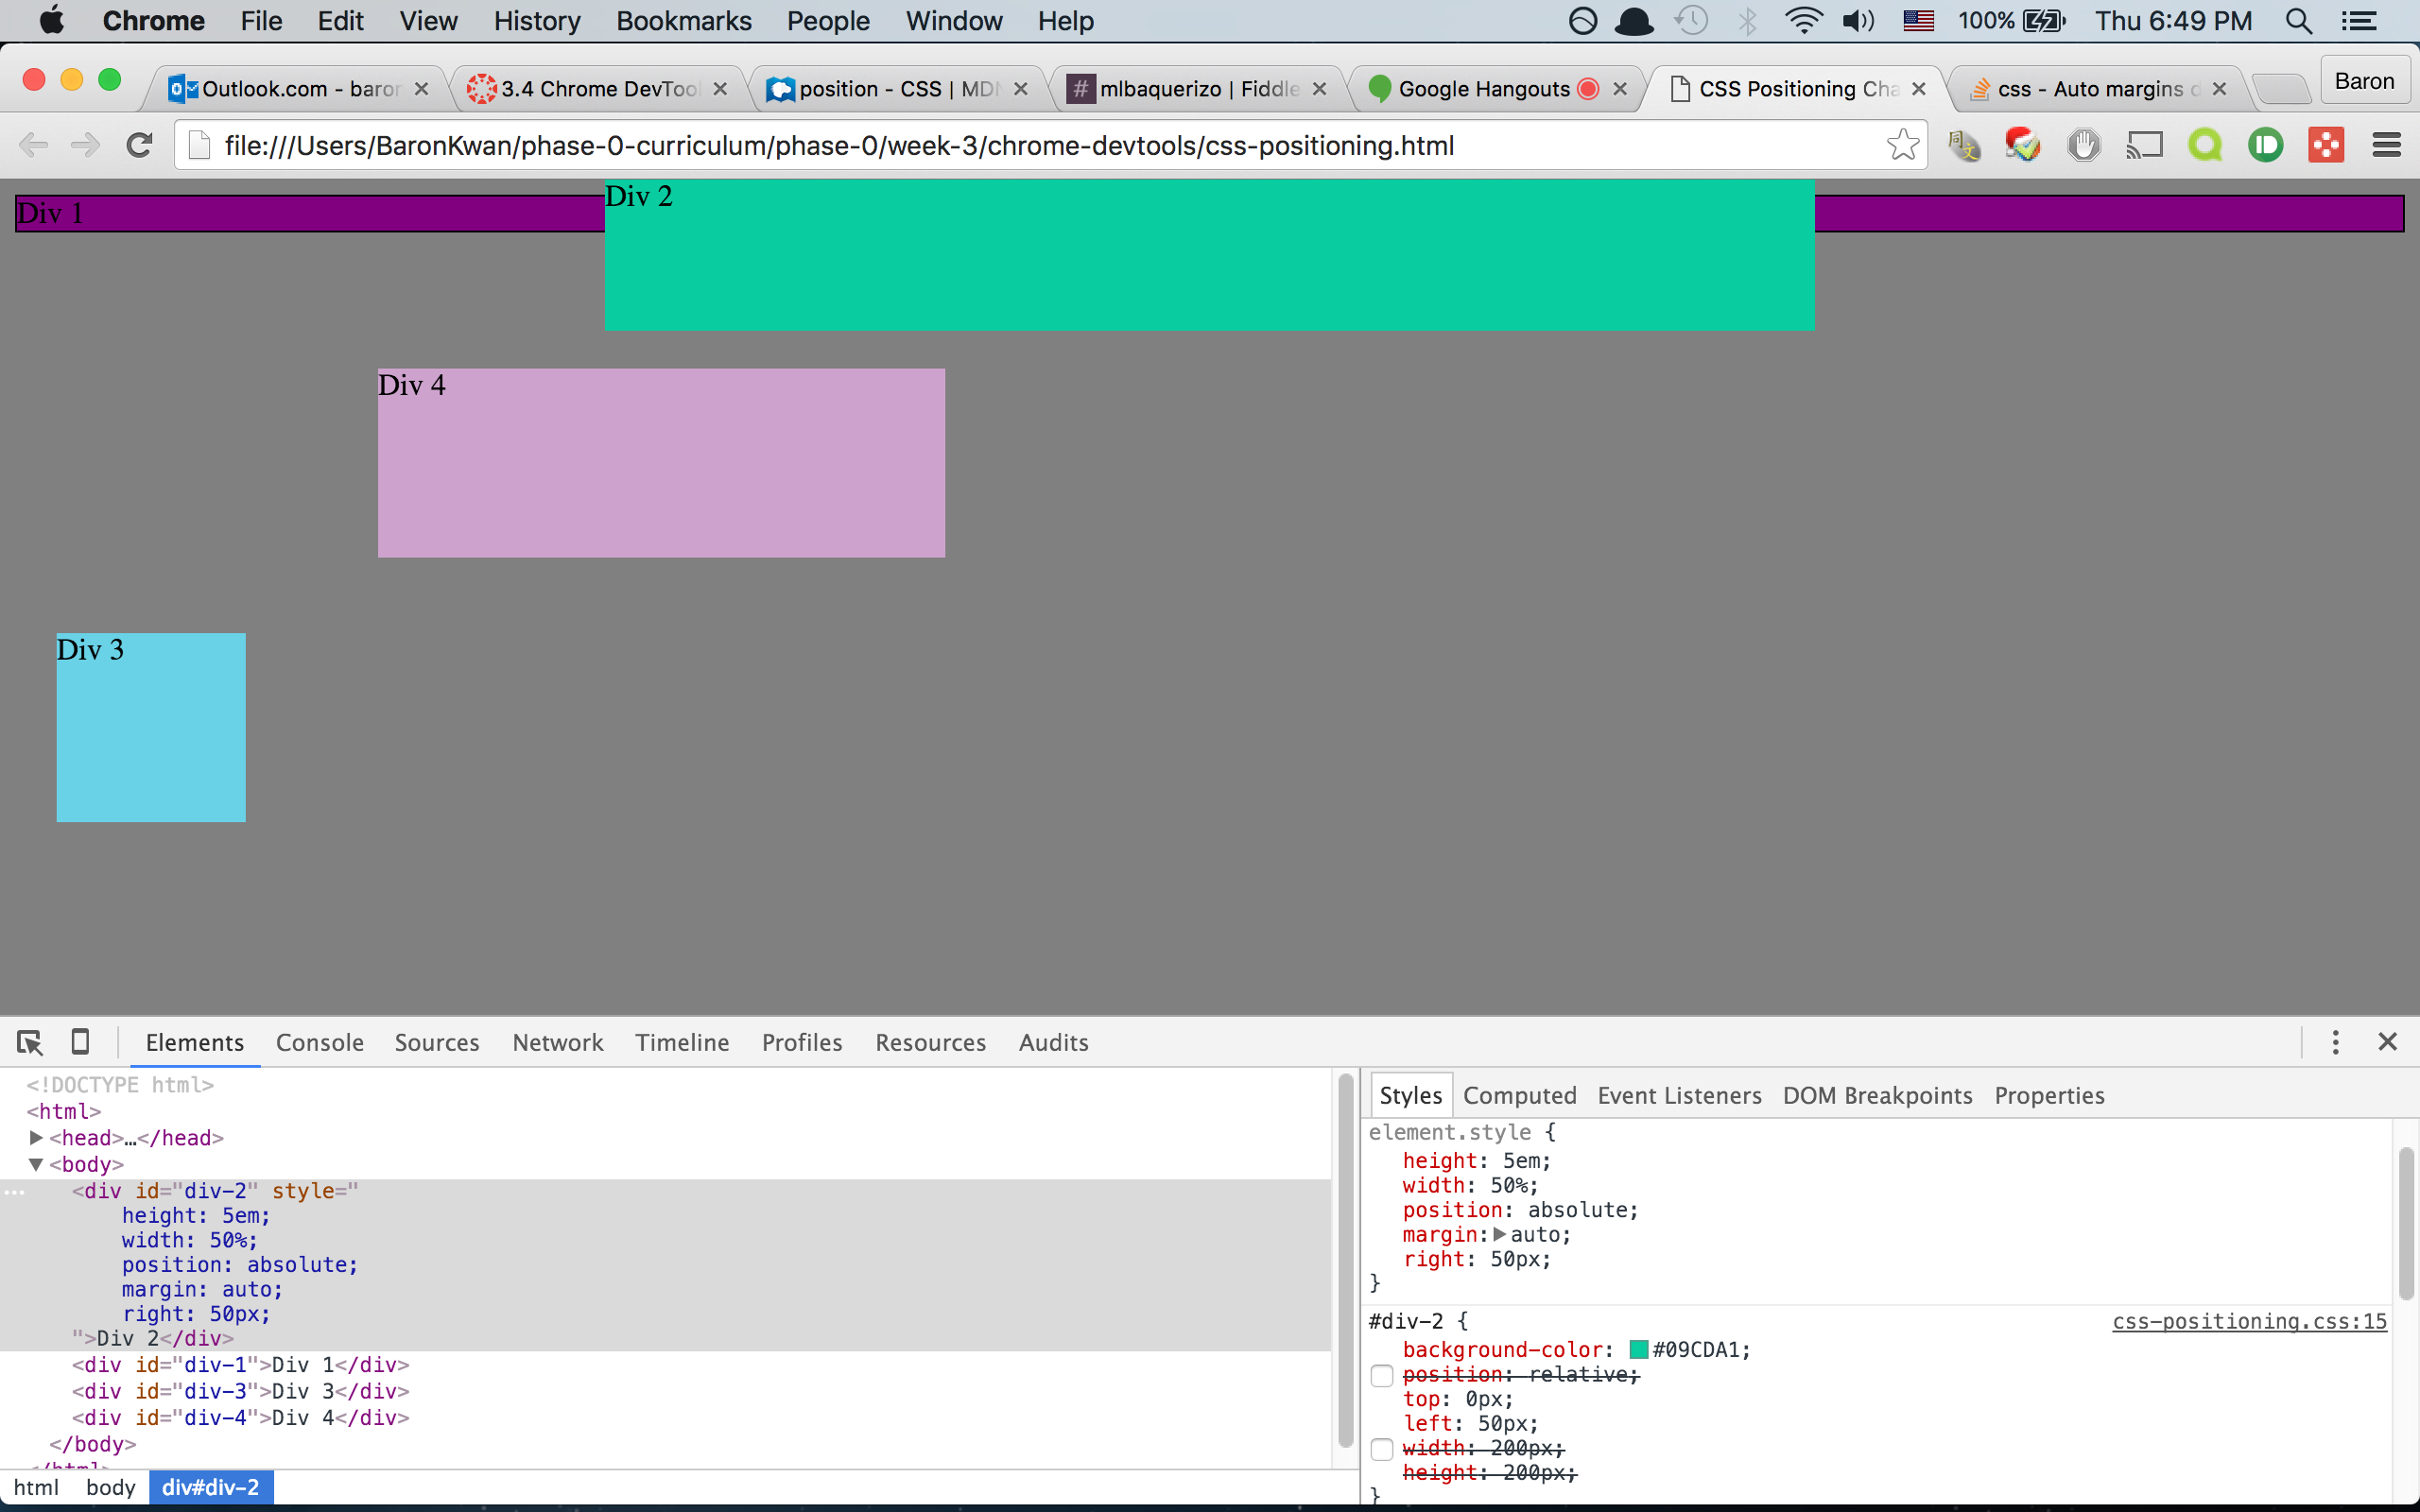 Chrome File Edit View History Bookmarks People Window Help 100% Thu 6:49 PM
Outlook.com - baron 3.4 Chrome DevTool position - CSS | MDN # mlbaquerizo | Fiddle Google Hangouts CSS Positioning Cha css - Auto margins d Baron
file:///Users/BaronKwan/phase-0-curriculum/phase-0/week-3/chrome-devtools/css-positioning.html
Div 2
Div 1
Div 4
Div 3
Elements Console Sources Network Timeline Profiles Resources Audits
<!DOCTYPE html>
<html>
<head>…</head>
<body>
<div id="div-2" style="
height: 5em;
width: 50%;
position: absolute;
margin: auto;
right: 50px;
">Div 2</div>
<div id="div-1">Div 1</div>
<div id="div-3">Div 3</div>
<div id="div-4">Div 4</div>
</body>
</html>
html body div#div-2
Styles Computed Event Listeners DOM Breakpoints Properties
element.style {
height: 5em;
width: 50%;
position: absolute;
margin: auto;
right: 50px;
}
#div-2 { css-positioning.css:15
background-color: #09CDA1;
position: relative;
top: 0px;
left: 50px;
width: 200px;
height: 200px;
}